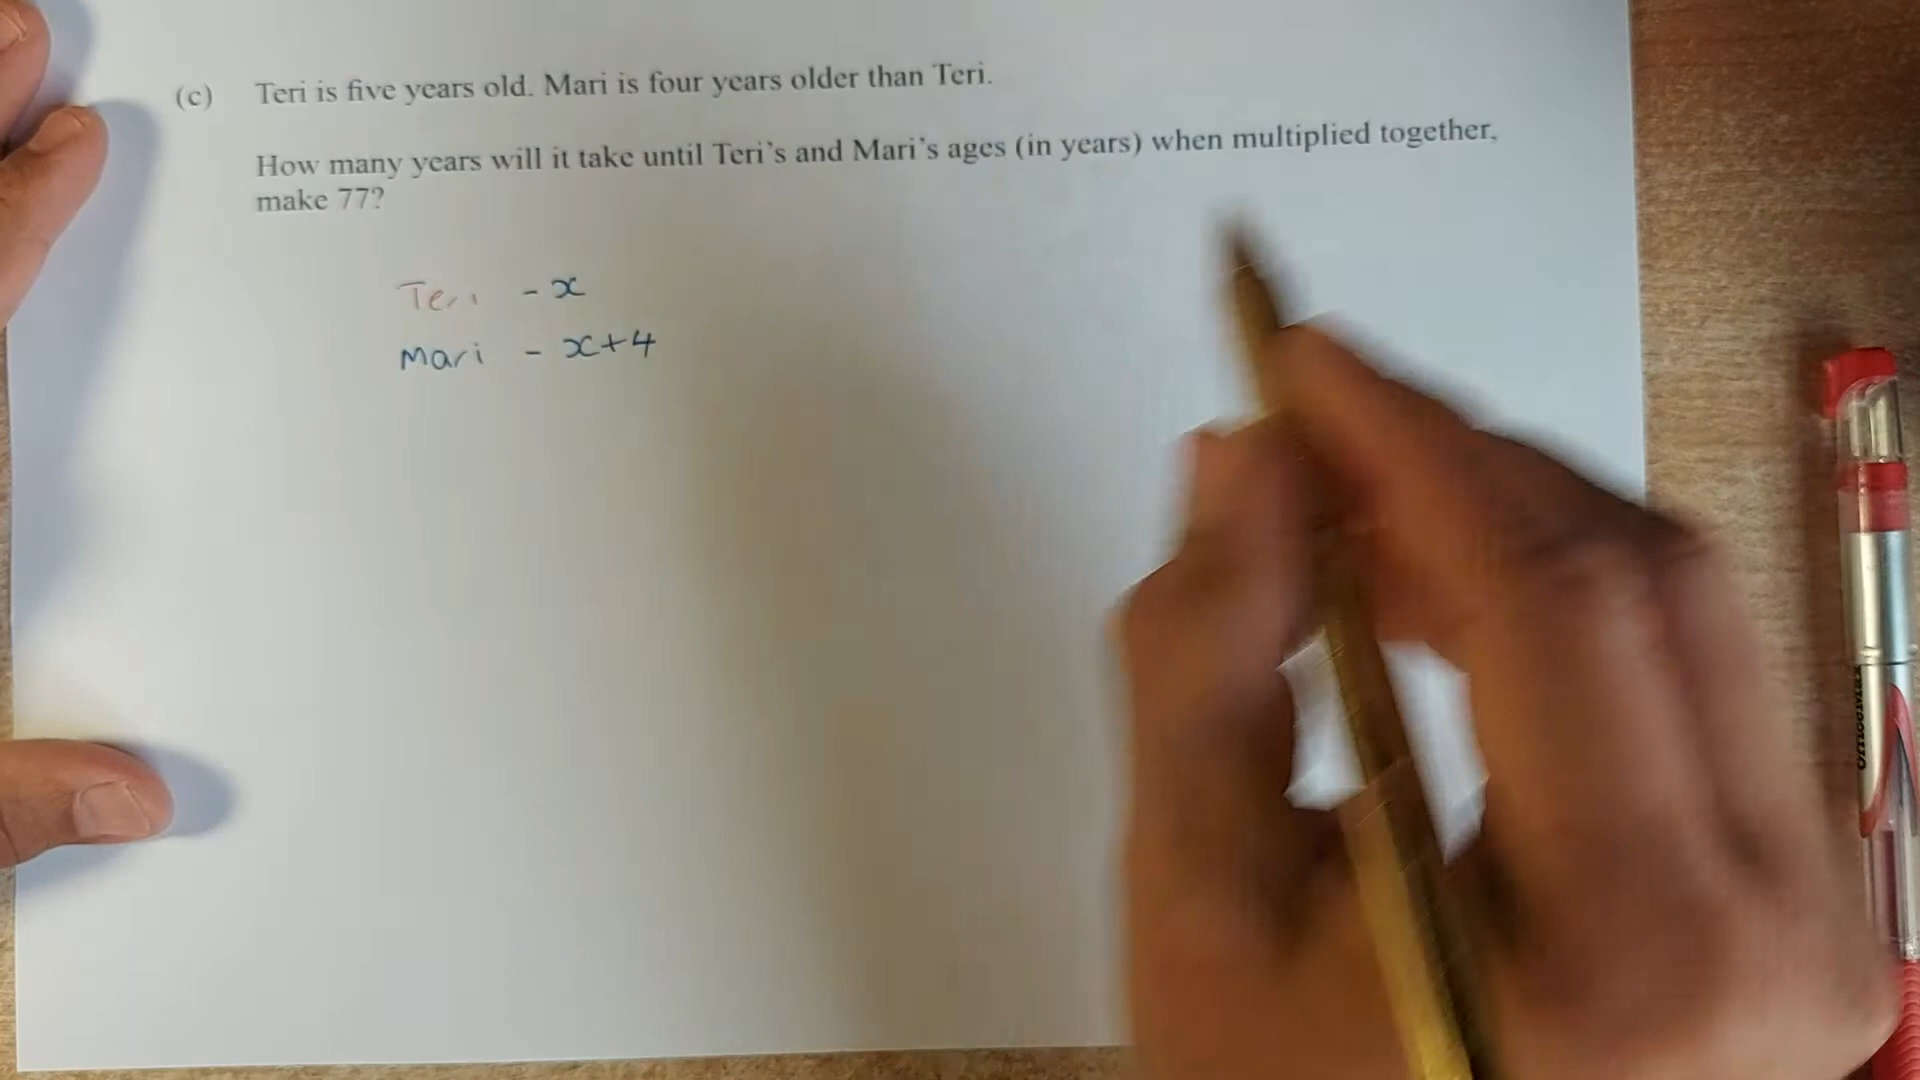 (c) Teri is five years old. Mari is four years older than Teri.
How many years will it take until Teri's and Mari's ages (in years) when multiplied together,
make 77?
Teri - x
Mari - x+4
OfficeMax